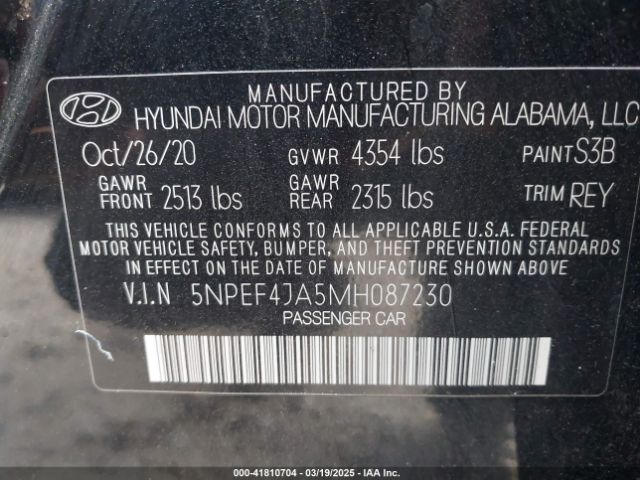 MANUFACTURED BY
HYUNDAI MOTOR MANUFACTURING ALABAMA, LLC
Oct/26/20 GVWR 4354 lbs PAINT S3B
GAWR FRONT 2513 lbs GAWR REAR 2315 lbs TRIM REY
THIS VEHICLE CONFORMS TO ALL APPLICABLE U.S.A. FEDERAL
MOTOR VEHICLE SAFETY, BUMPER, AND THEFT PREVENTION STANDARDS
IN EFFECT ON THE DATE OF MANUFACTURE SHOWN ABOVE.
V.I.N 5NPEF4JA5MH087230
PASSENGER CAR
000-41810704 - 03/19/2025 - IAA Inc.